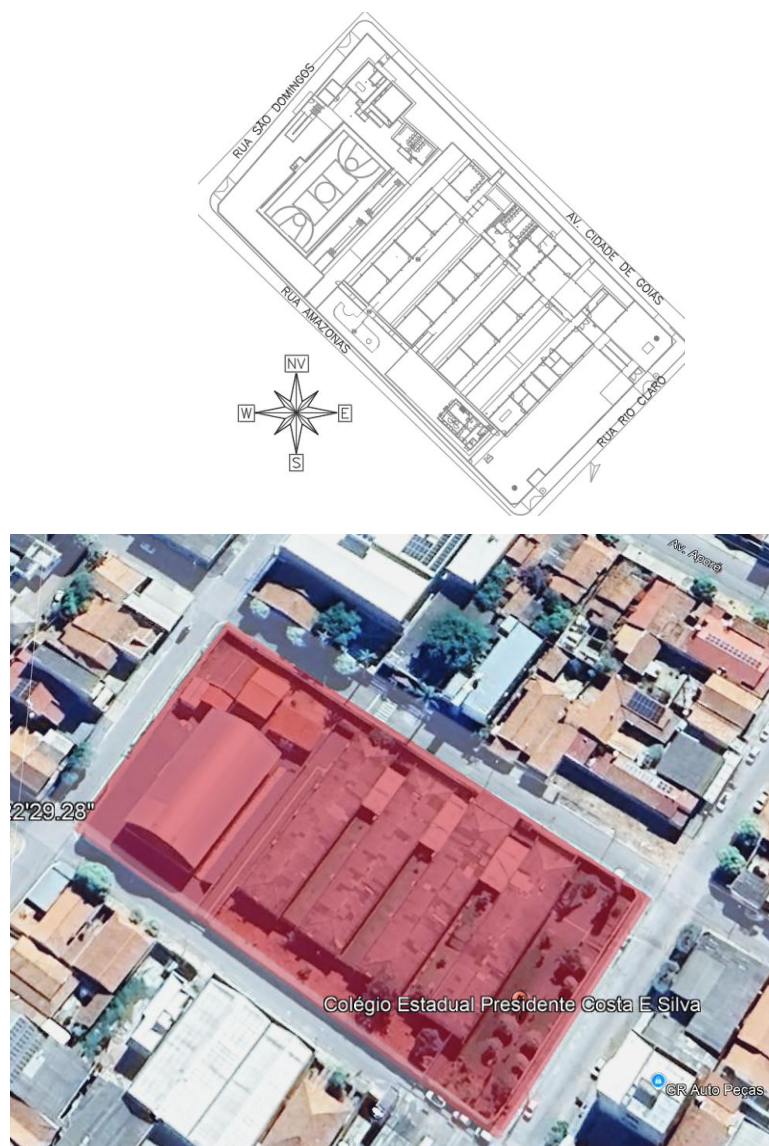 RUA SÃO DOMINGOS
AV. CIDADE DE GOIÁS
RUA AMAZONAS
NV
W
E
S
RUA RIO CLARO
Av. Aporé
2'29.28"
Colégio Estadual Presidente Costa E Silva
CR Auto Peças